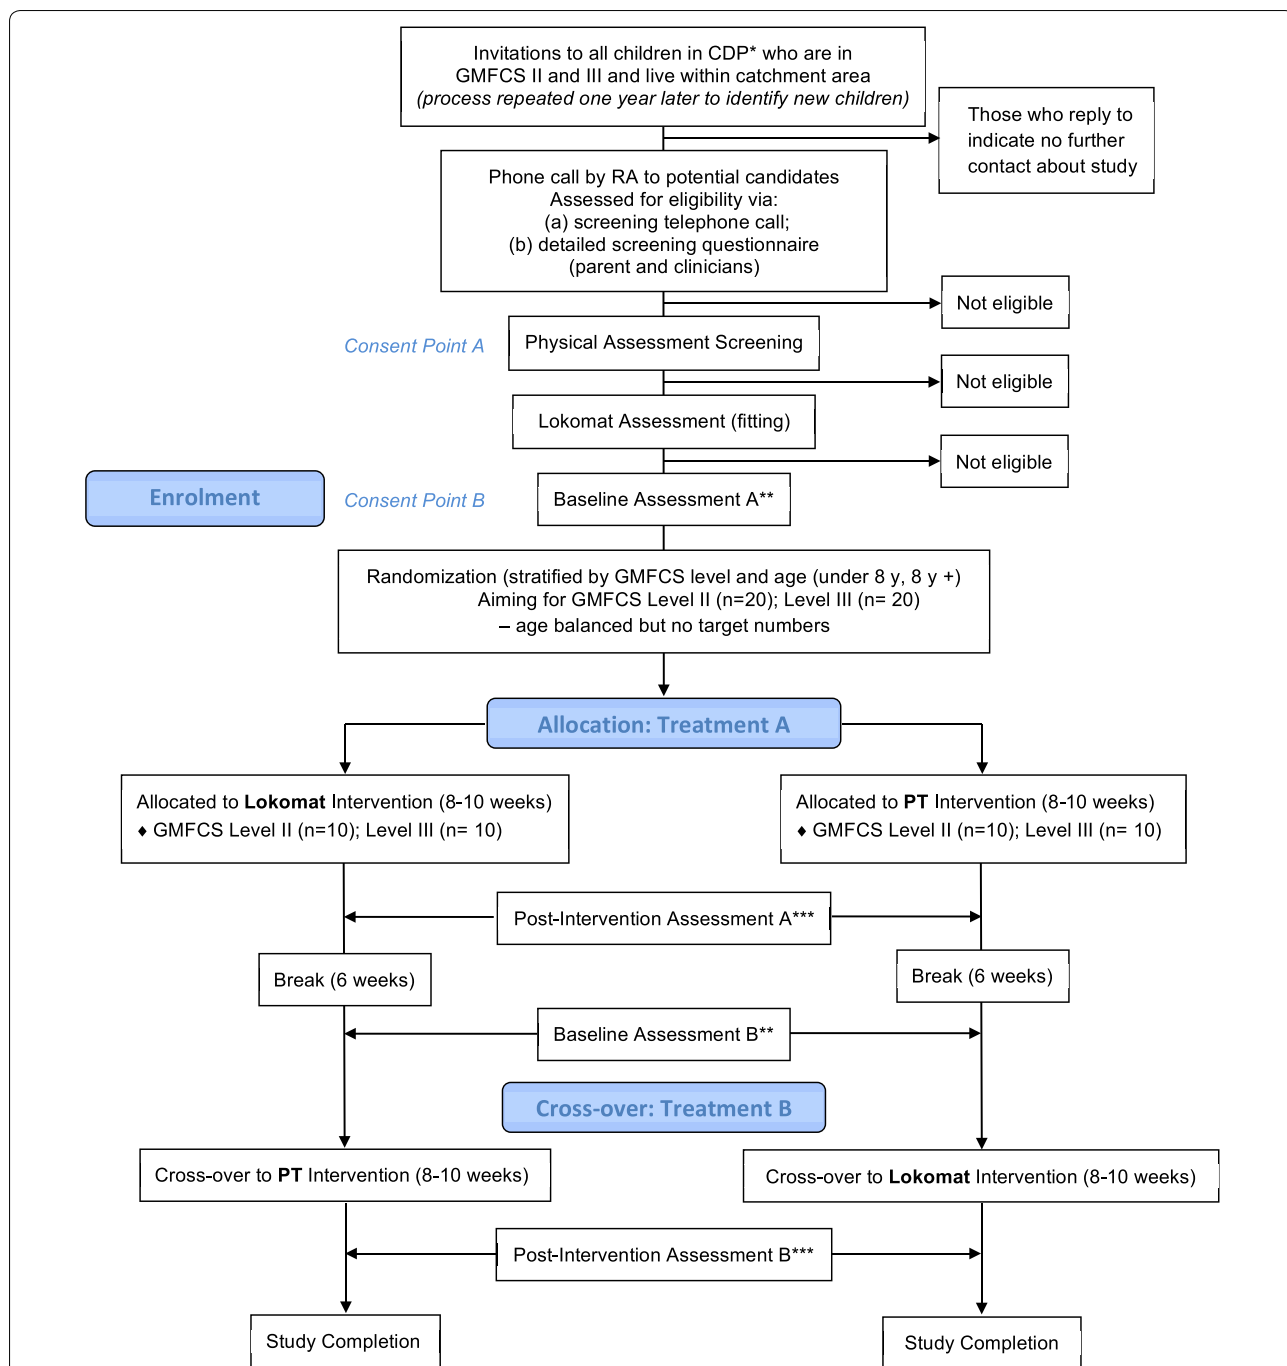 Invitations to all children in CDP* who are in
GMFCS II and III and live within catchment area
(process repeated one year later to identify new children)
Those who reply to
indicate no further
contact about study
Phone call by RA to potential candidates
Assessed for eligibility via:
(a) screening telephone call;
(b) detailed screening questionnaire
(parent and clinicians)
Not eligible
Consent Point A
Physical Assessment Screening
Not eligible
Lokomat Assessment (fitting)
Not eligible
Enrolment
Consent Point B
Baseline Assessment A**
Randomization (stratified by GMFCS level and age (under 8 y, 8 y +)
Aiming for GMFCS Level II (n=20); Level III (n= 20)
– age balanced but no target numbers
Allocation: Treatment A
Allocated to Lokomat Intervention (8-10 weeks)
♦ GMFCS Level II (n=10); Level III (n= 10)
Allocated to PT Intervention (8-10 weeks)
♦ GMFCS Level II (n=10); Level III (n= 10)
Post-Intervention Assessment A***
Break (6 weeks)
Break (6 weeks)
Baseline Assessment B**
Cross-over: Treatment B
Cross-over to PT Intervention (8-10 weeks)
Cross-over to Lokomat Intervention (8-10 weeks)
Post-Intervention Assessment B***
Study Completion
Study Completion